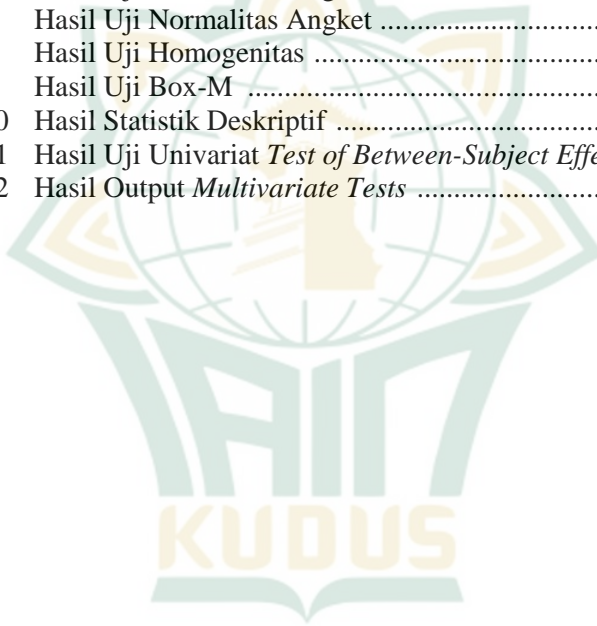 Hasil Uji Normalitas Angket ........................................
Hasil Uji Homogenitas ....................................................
Hasil Uji Box-M ................................................................
0 Hasil Statistik Deskriptif ................................................
1 Hasil Uji Univariat Test of Between-Subject Effe
2 Hasil Output Multivariate Tests ................................
IAIN
KUDUS